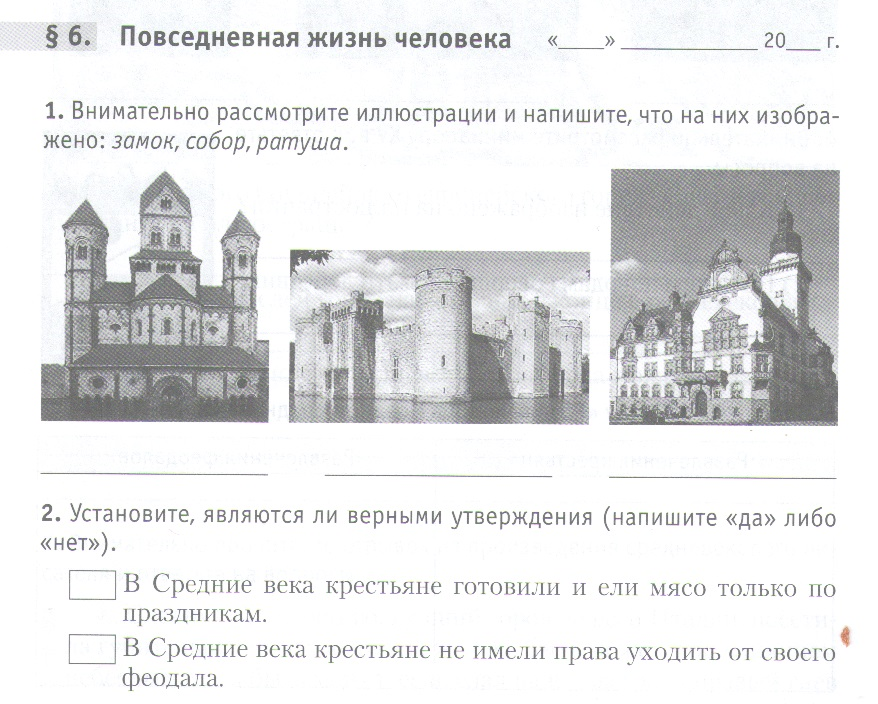 § 6. Повседневная жизнь человека «____» ______________ 20___ г.
1. Внимательно рассмотрите иллюстрации и напишите, что на них изобра-
жено: замок, собор, ратуша.
2. Установите, являются ли верными утверждения (напишите «да» либо
«нет»).
В Средние века крестьяне готовили и ели мясо только по
праздникам.
В Средние века крестьяне не имели права уходить от своего
феодала.